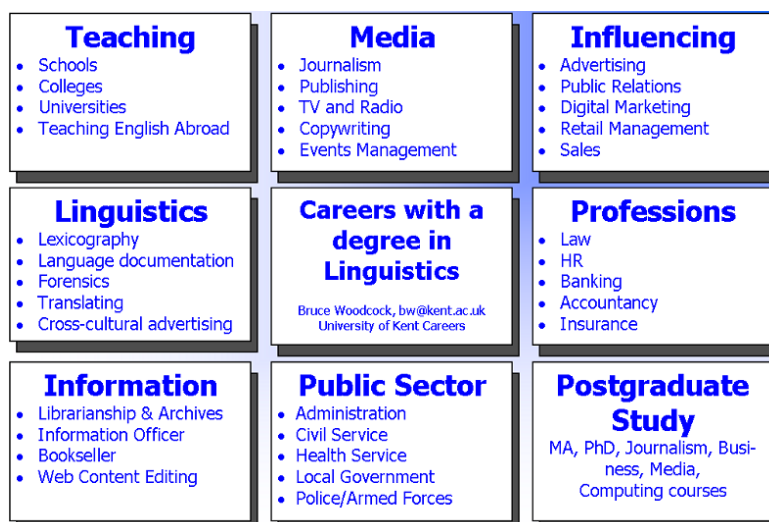 Teaching
• Schools
• Colleges
• Universities
• Teaching English Abroad
Media
• Journalism
• Publishing
• TV and Radio
• Copywriting
• Events Management
Influencing
• Advertising
• Public Relations
• Digital Marketing
• Retail Management
• Sales
Linguistics
• Lexicography
• Language documentation
• Forensics
• Translating
• Cross-cultural advertising
Careers with a
degree in
Linguistics
Bruce Woodcock, bw@kent.ac.uk
University of Kent Careers
Professions
• Law
• HR
• Banking
• Accountancy
• Insurance
Information
• Librarianship & Archives
• Information Officer
• Bookseller
• Web Content Editing
Public Sector
• Administration
• Civil Service
• Health Service
• Local Government
• Police/Armed Forces
Postgraduate
Study
MA, PhD, Journalism, Busi-
ness, Media,
Computing courses